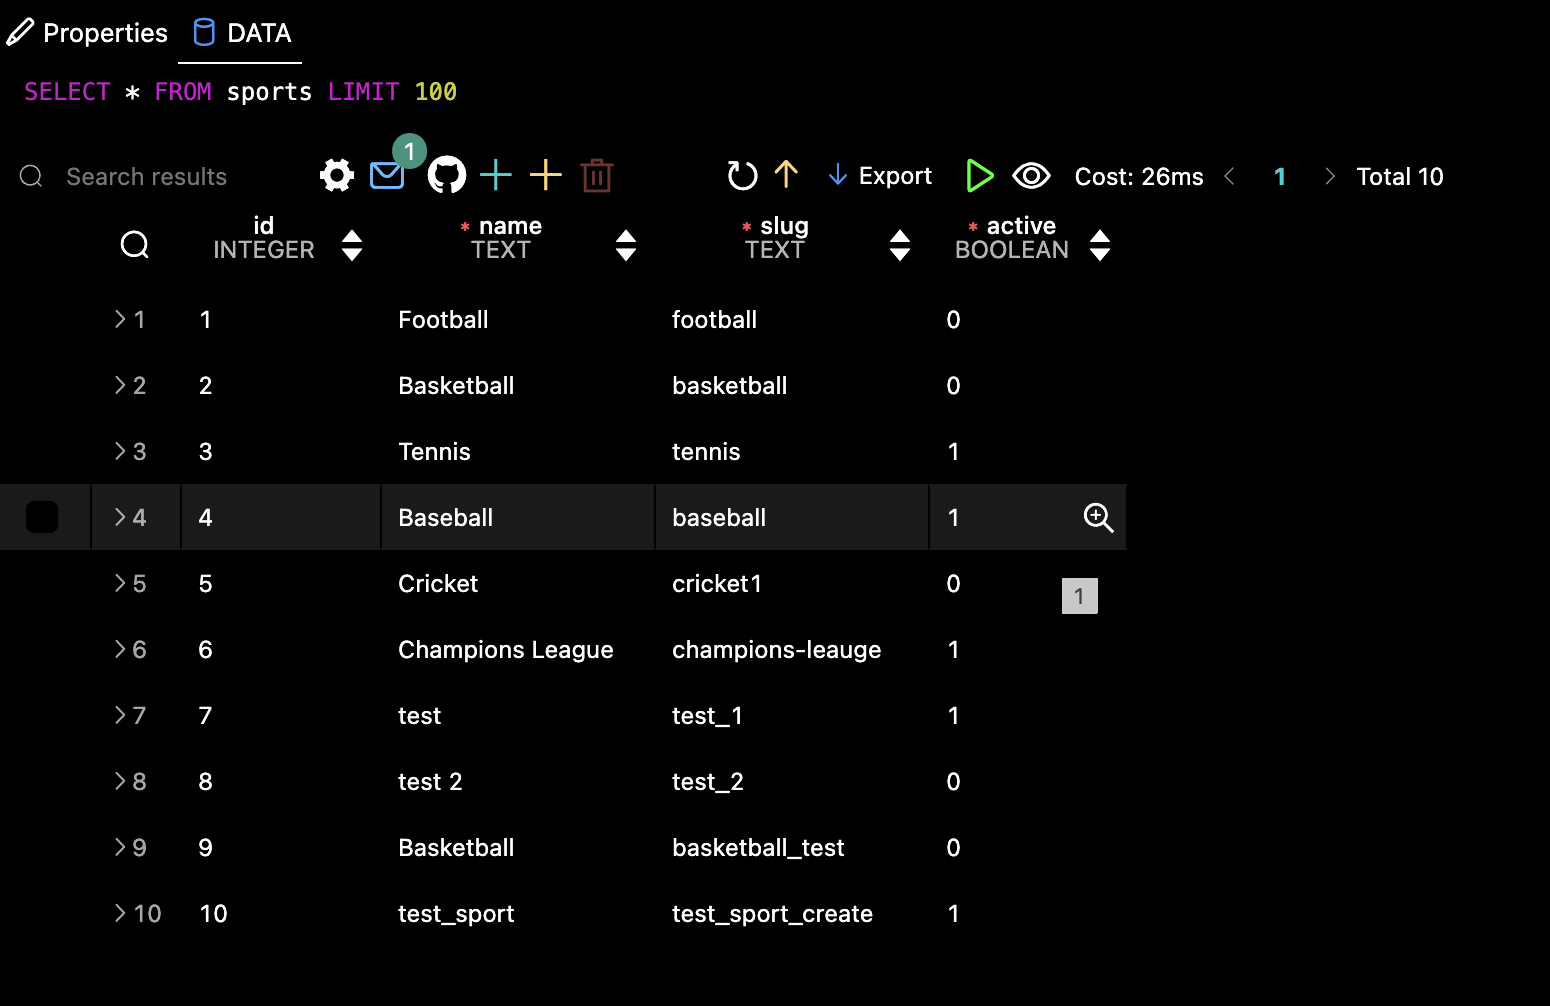 Properties DATA
SELECT * FROM sports LIMIT 100
Search results 1 Export Cost: 26ms 1 Total 10
id * name * slug * active
INTEGER TEXT TEXT BOOLEAN
1 1 Football football 0
2 2 Basketball basketball 0
3 3 Tennis tennis 1
4 4 Baseball baseball 1
5 5 Cricket cricket1 0
1
6 6 Champions League champions-leauge 1
7 7 test test_1 1
8 8 test 2 test_2 0
9 9 Basketball basketball_test 0
10 10 test_sport test_sport_create 1